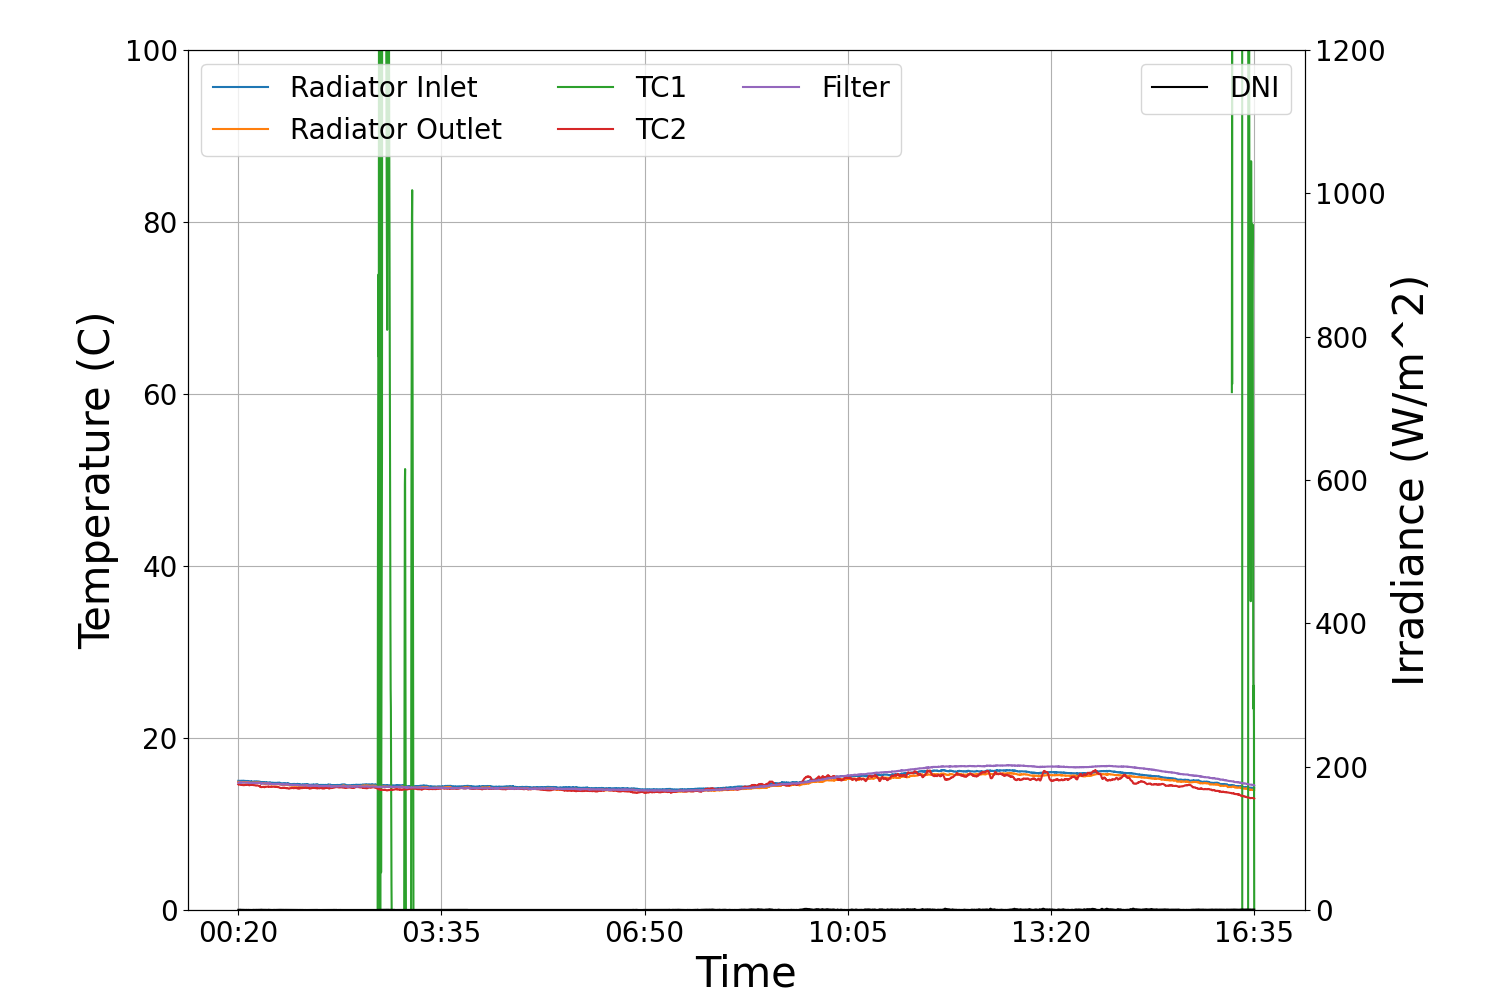 100
80
60
40
20
0
Temperature (C)
Radiator Inlet
Radiator Outlet
TC1
TC2
Filter
DNI
1200
1000
800
600
400
200
0
Irradiance (W/m^2)
00:20 03:35 06:50 10:05 13:20 16:35
Time